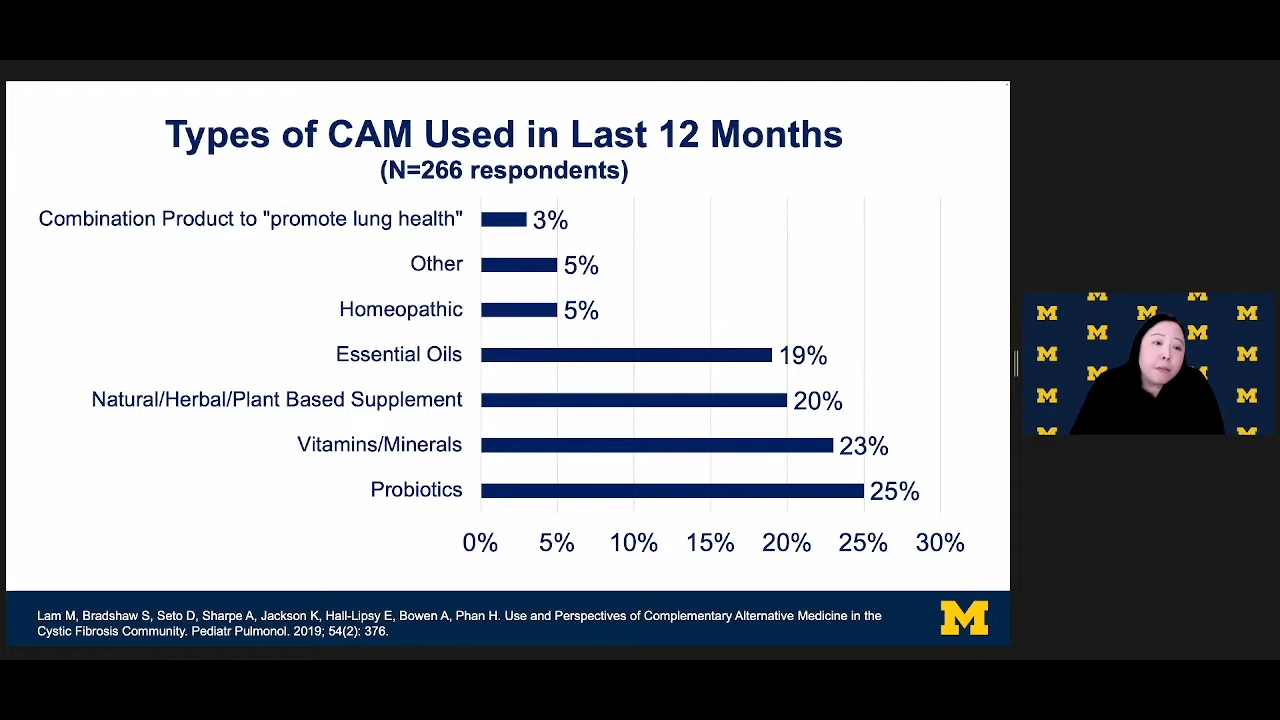 Types of CAM Used in Last 12 Months
(N=266 respondents)
Combination Product to "promote lung health" 3%
Other 5%
Homeopathic 5%
Essential Oils 19%
Natural/Herbal/Plant Based Supplement 20%
Vitamins/Minerals 23%
Probiotics 25%
0% 5% 10% 15% 20% 25% 30%
Lam M, Bradshaw S, Seto D, Sharpe A, Jackson K, Hall-Lipsy E, Bowen A, Phan H. Use and Perspectives of Complementary Alternative Medicine in the
Cystic Fibrosis Community. Pediatr Pulmonol. 2019; 54(2): 376.
M